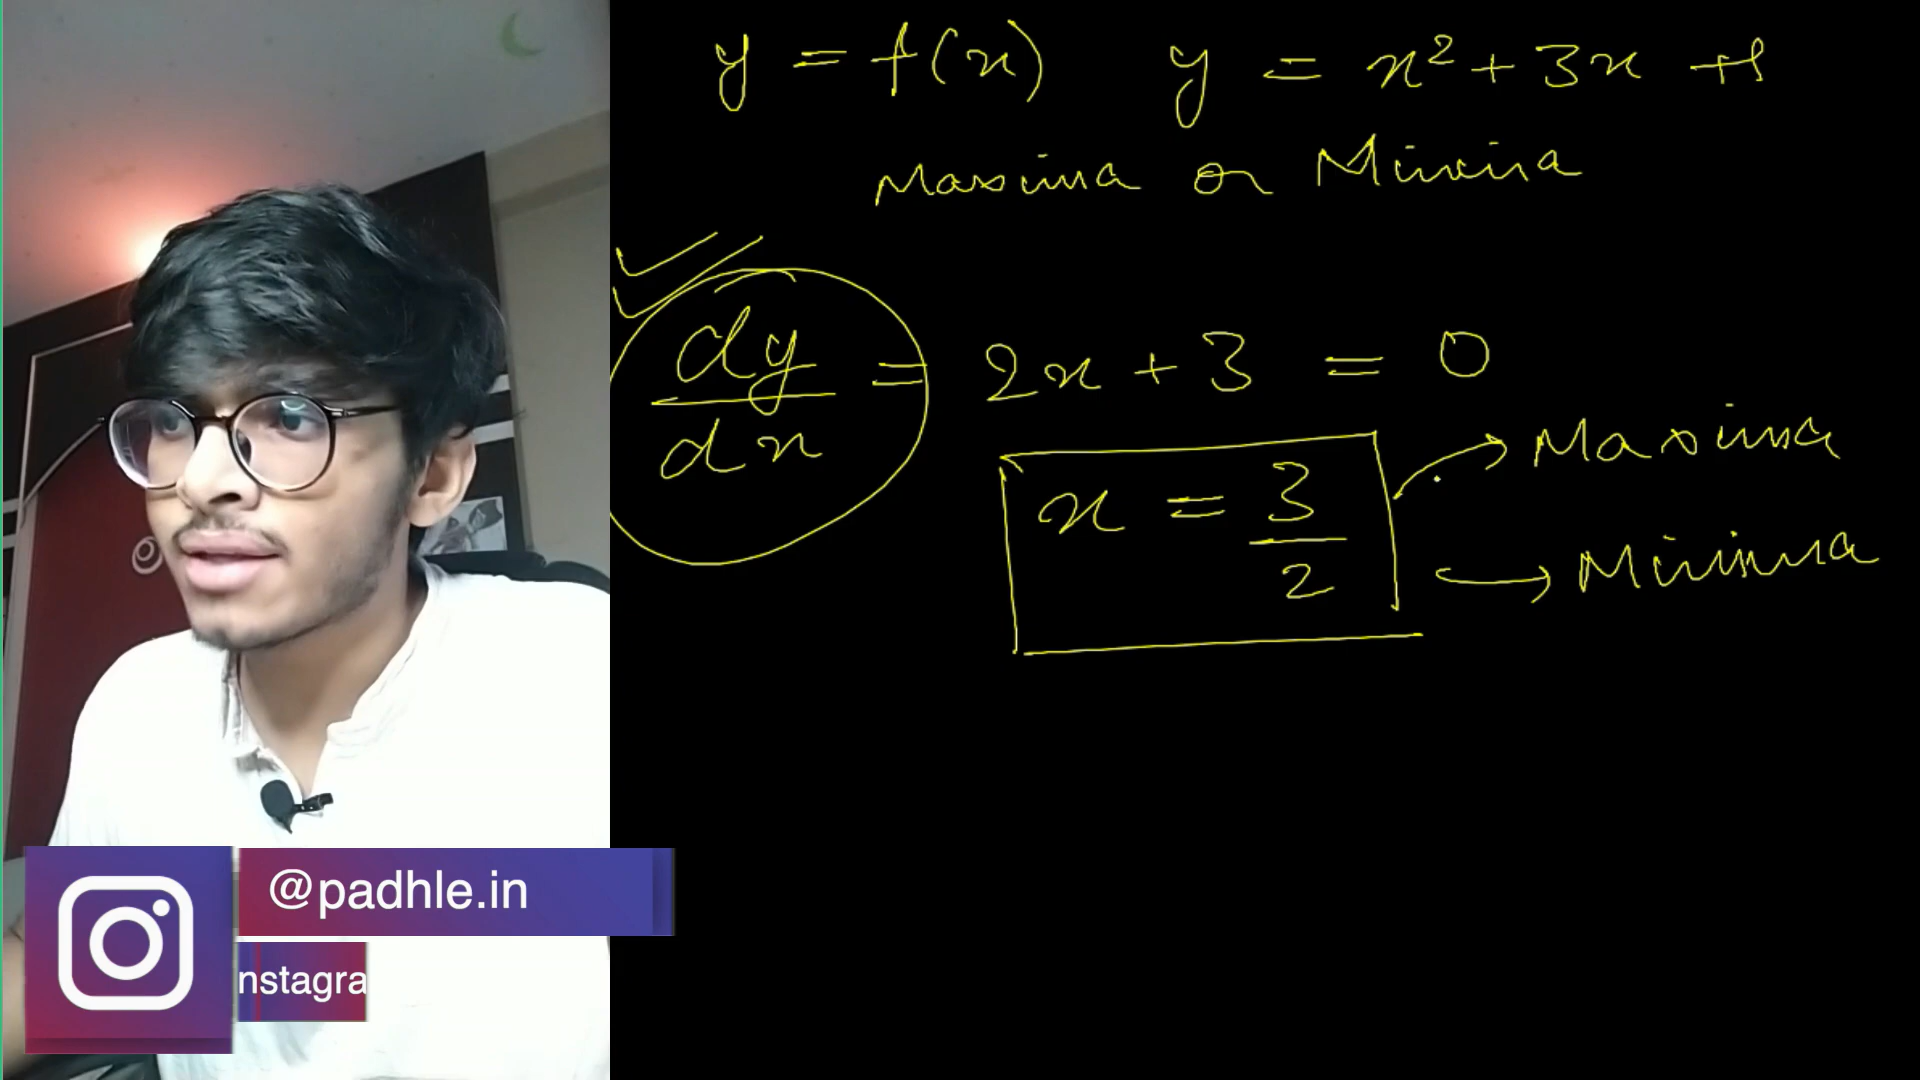 y = f(x) y = x² + 3x +1
Maxima or Minima
dy/dx = 2x + 3 = 0
x = 3/2
Maxima
Minima
@padhle.in
nstagra